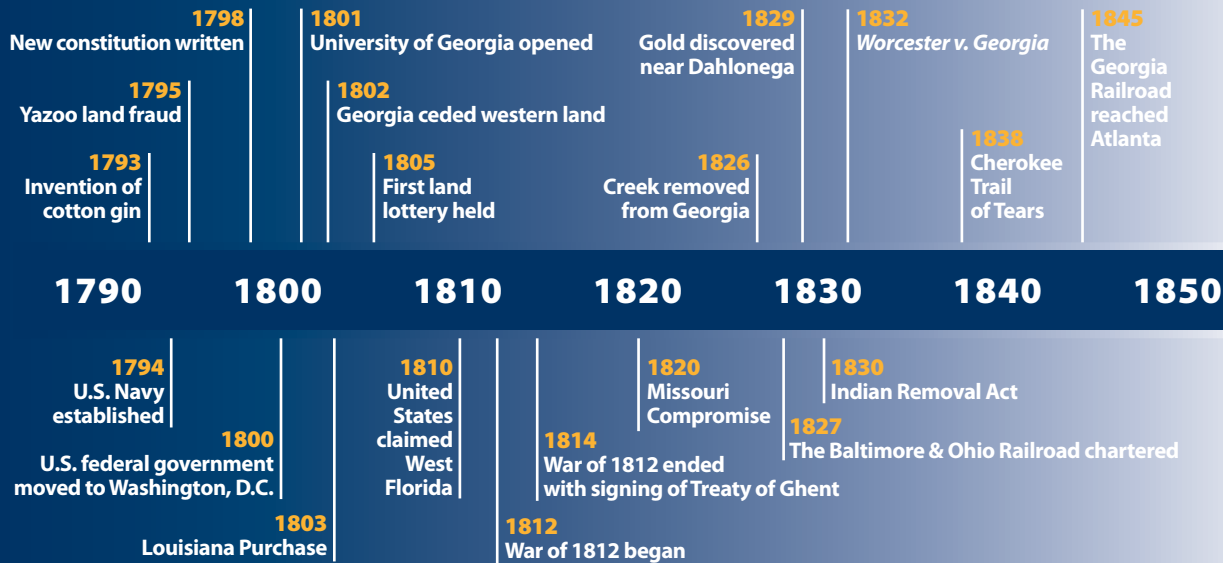 1798
New constitution written
1801
University of Georgia opened
1829
Gold discovered
near Dahlonega
1832
Worcester v. Georgia
1845
The
Georgia
Railroad
reached
Atlanta
1795
Yazoo land fraud
1802
Georgia ceded western land
1838
Cherokee
Trail
of Tears
1793
Invention of
cotton gin
1805
First land
lottery held
1826
Creek removed
from Georgia
1790 1800 1810 1820 1830 1840 1850
1794
U.S. Navy
established
1810
United
States
claimed
West
Florida
1820
Missouri
Compromise
1830
Indian Removal Act
1827
The Baltimore & Ohio Railroad chartered
1800
U.S. federal government
moved to Washington, D.C.
1814
War of 1812 ended
with signing of Treaty of Ghent
1803
Louisiana Purchase
1812
War of 1812 began